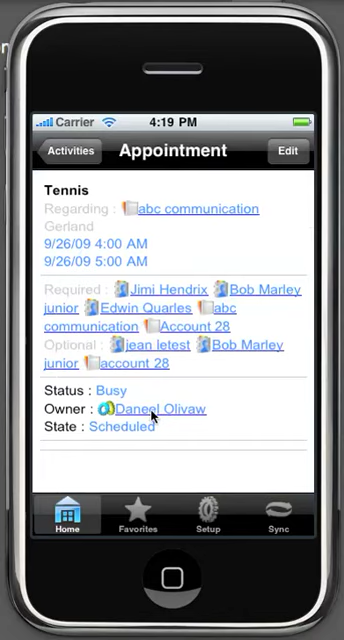 Carrier 4:19 PM
Activities Appointment Edit
Tennis
Regarding : abc communication
Gerland
9/26/09 4:00 AM
9/26/09 5:00 AM
Required : Jimi Hendrix Bob Marley
junior Edwin Quarles abc
communication Account 28
Optional : jean letest Bob Marley
junior account 28
Status : Busy
Owner : Daneel Olivaw
State : Scheduled
Home Favorites Setup Sync